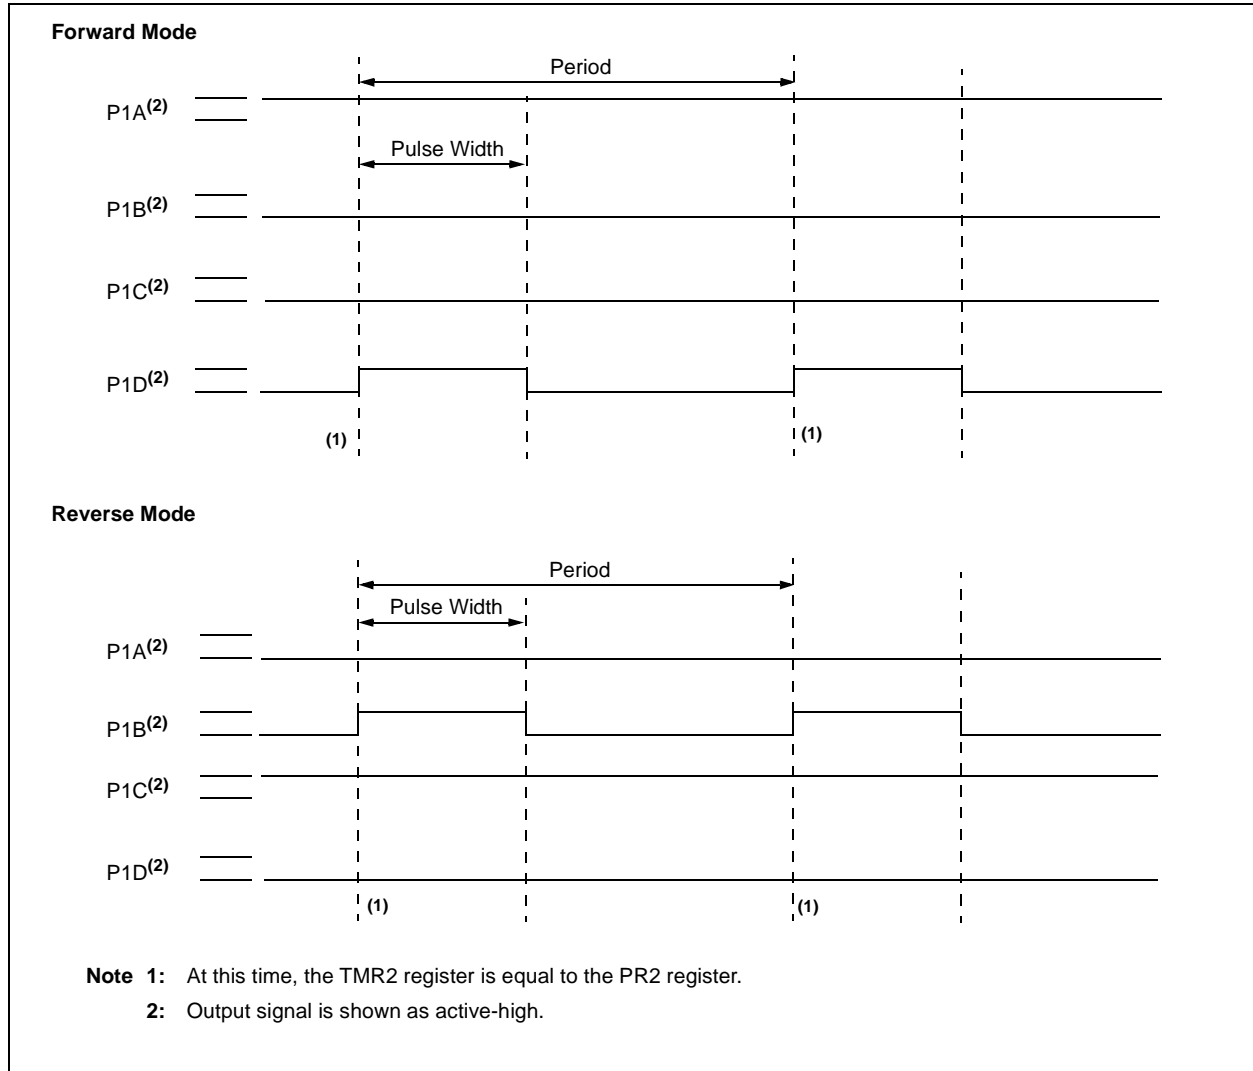 Forward Mode
Period
P1A(2)
Pulse Width
P1B(2)
P1C(2)
P1D(2)
(1)
(1)
Reverse Mode
Period
Pulse Width
P1A(2)
P1B(2)
P1C(2)
P1D(2)
(1)
(1)
Note 1: At this time, the TMR2 register is equal to the PR2 register.
2: Output signal is shown as active-high.